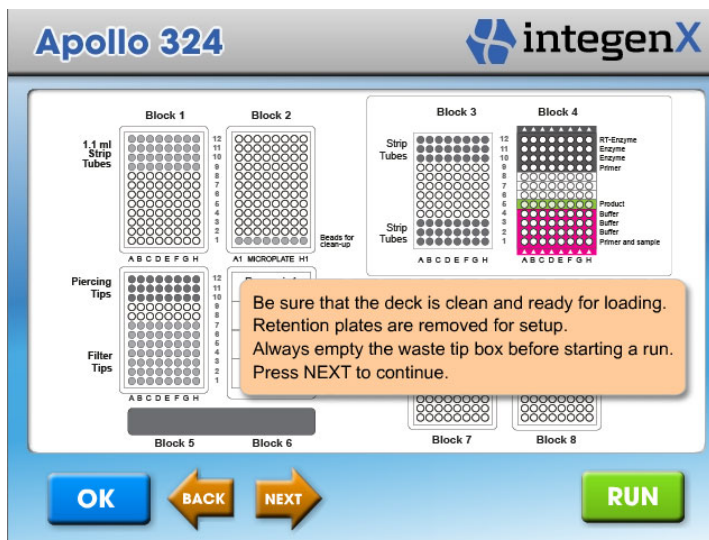 Apollo 324
integenX
Block 1
Block 2
Block 3
Block 4
1.1 ml
Strip
Tubes
12
11
10
9
8
7
6
5
4
3
2
1
Beads for
clean-up
A B C D E F G H
A1 MICROPLATE H1
Strip
Tubes
Strip
Tubes
12
11
10
9
8
7
6
5
4
3
2
1
RT-Enzyme
Enzyme
Enzyme
Primer
Product
Buffer
Buffer
Buffer
Primer and sample
A B C D E F G H
A B C D E F G H
Piercing
Tips
Filter
Tips
12
11
10
9
8
7
6
5
4
3
2
1
A B C D E F G H
Be sure that the deck is clean and ready for loading.
Retention plates are removed for setup.
Always empty the waste tip box before starting a run.
Press NEXT to continue.
Block 5
Block 6
Block 7
Block 8
OK
BACK
NEXT
RUN